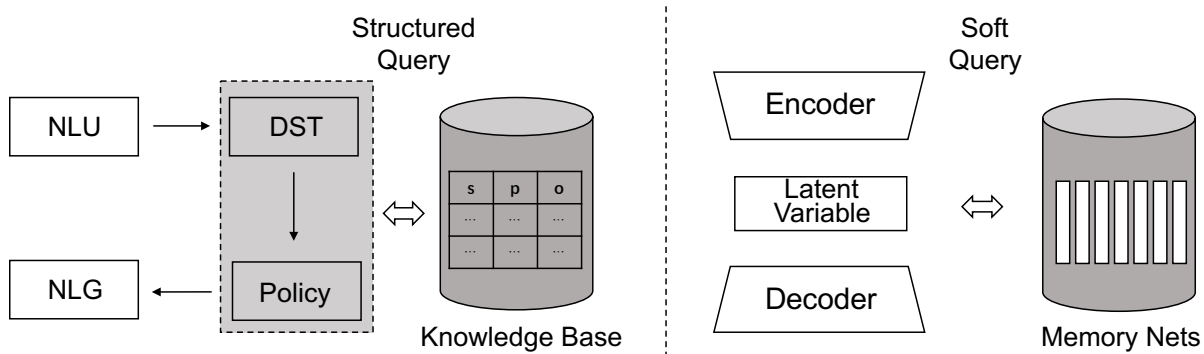 Structured
Query
NLU
DST
s p o
... ... ...
... ... ...
NLG
Policy
Knowledge Base
Soft
Query
Encoder
Latent
Variable
Decoder
Memory Nets